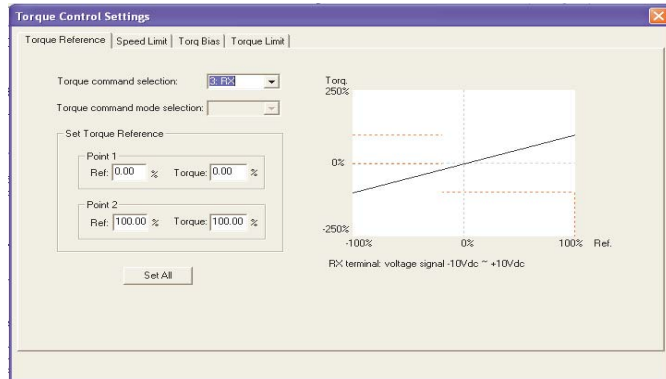 Torque Control Settings
Torque Reference
Speed Limit
Torq Bias
Torque Limit
Torque command selection:
3: RX
Torque command mode selection:
Set Torque Reference
Point 1
Ref: 0.00 % Torque: 0.00 %
Point 2
Ref: 100.00 % Torque: 100.00 %
Set All
Torq.
250%
0%
-250%
-100%
0%
100%
Ref.
RX terminal: voltage signal -10Vdc ~ +10Vdc